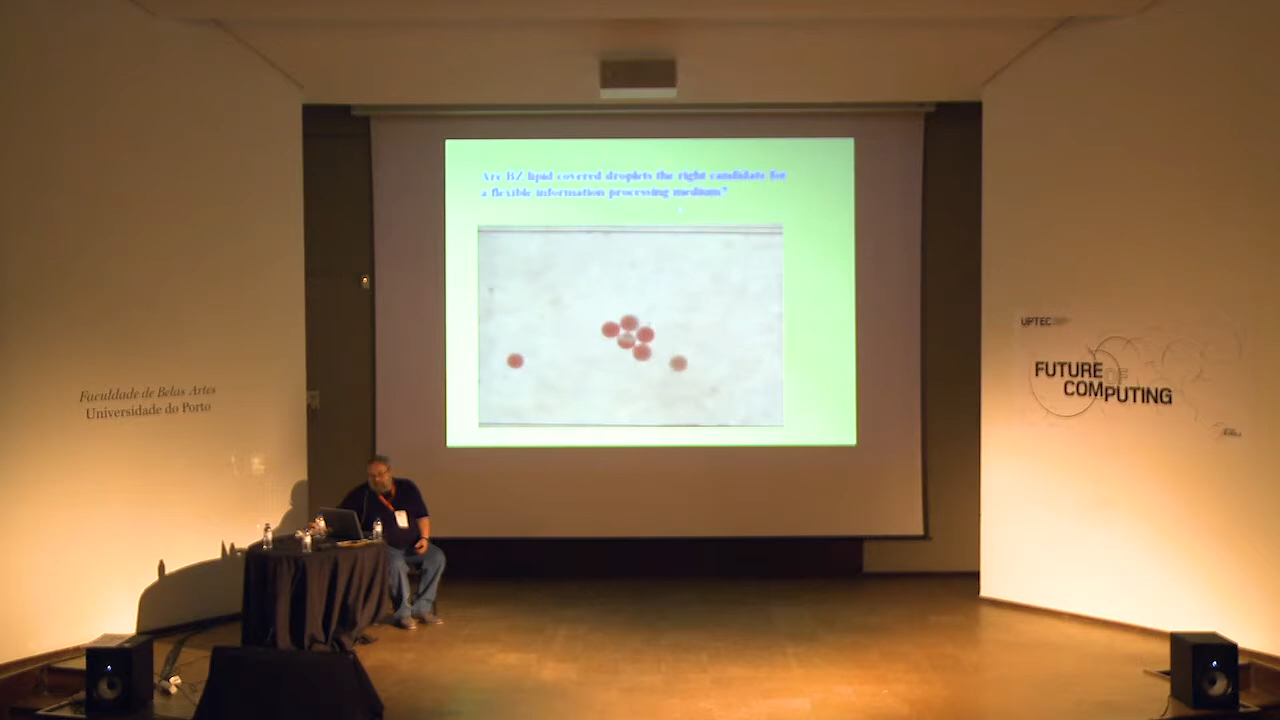 Are BZ lipid covered droplets the right candidate for
a flexible information processing medium?
Faculdade de Belas Artes
Universidade do Porto
UPTEC
FUTURE OF
COMPUTING